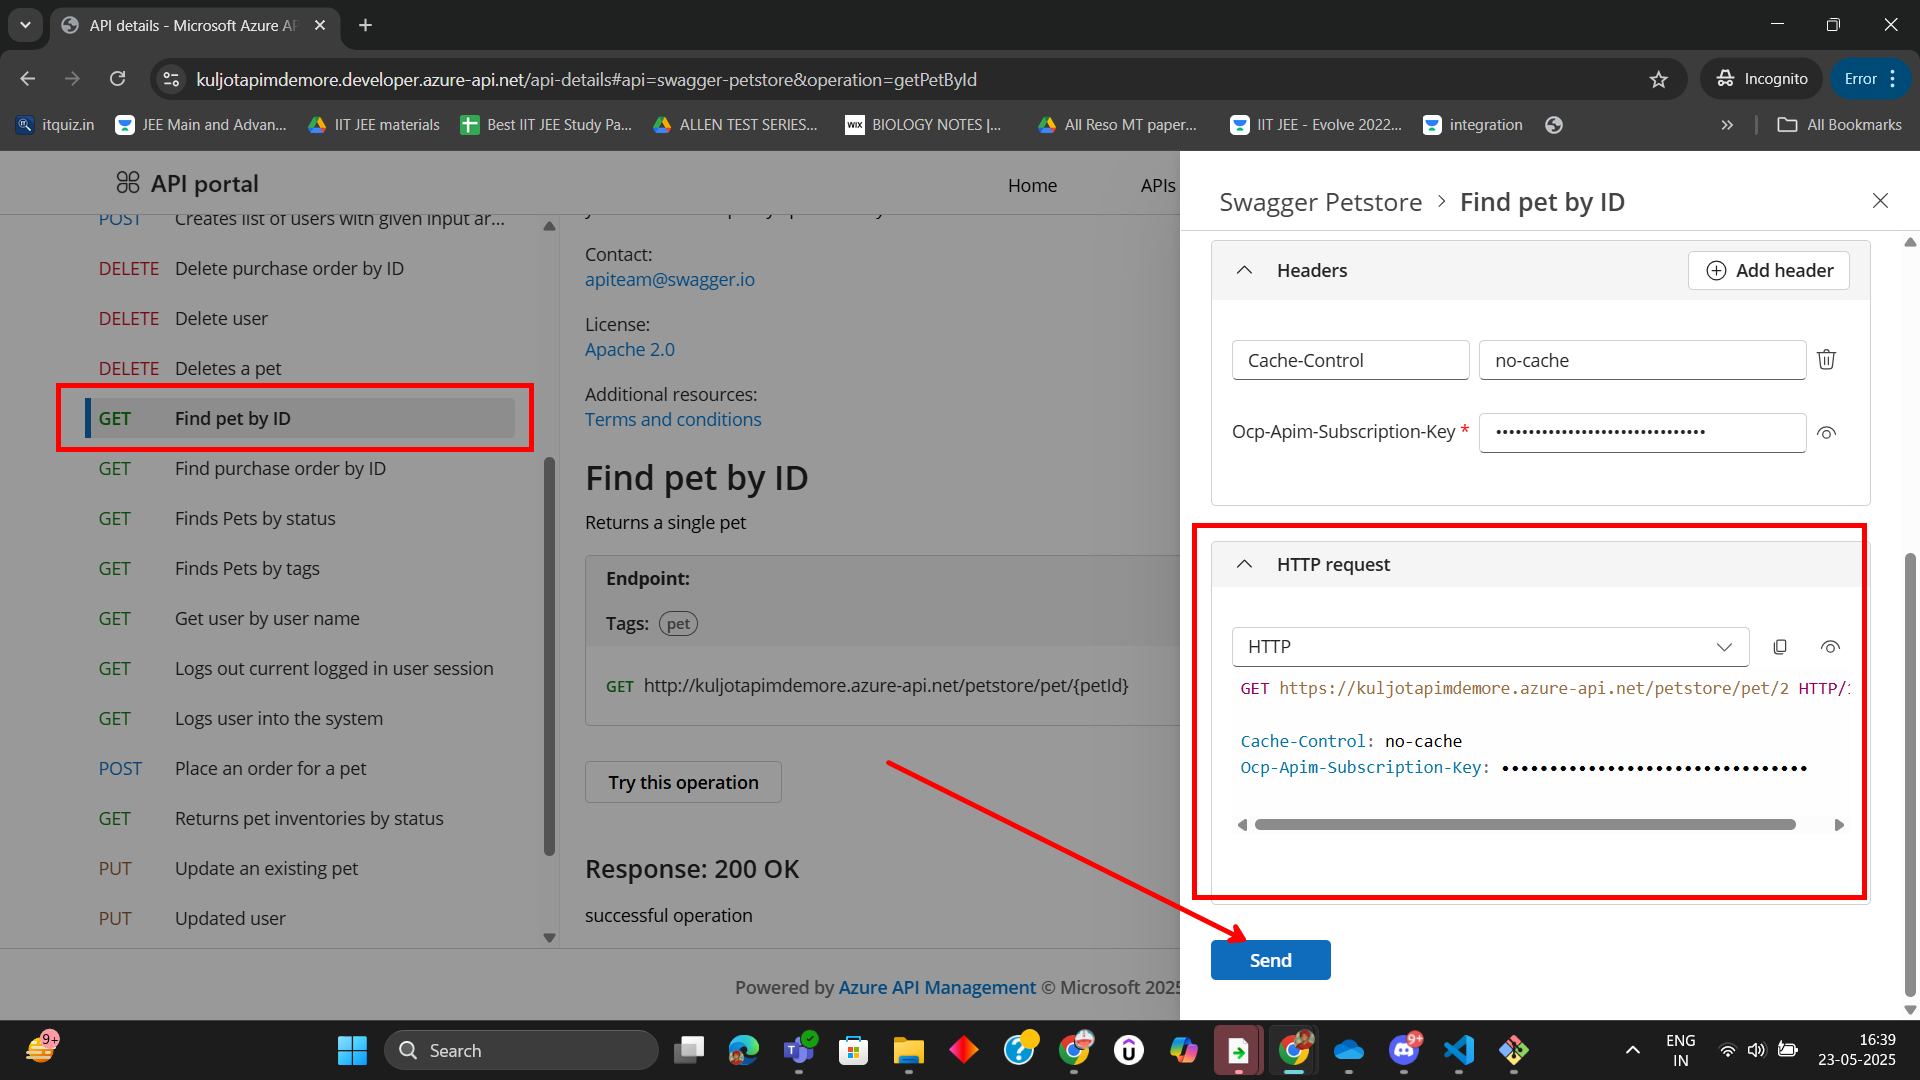 API details - Microsoft Azure AP
kuljotapimdemore.developer.azure-api.net/api-details#api=swagger-petstore&operation=getPetById
Incognito
Error
itquiz.in
JEE Main and Advan...
IIT JEE materials
Best IIT JEE Study Pa...
ALLEN TEST SERIES...
WIX
BIOLOGY NOTES |...
All Reso MT paper...
IIT JEE - Evolve 2022...
integration
All Bookmarks
API portal
Home
APIs
POST Creates list of users with given input ar...
DELETE Delete purchase order by ID
DELETE Delete user
DELETE Deletes a pet
GET Find pet by ID
GET Find purchase order by ID
GET Finds Pets by status
GET Finds Pets by tags
GET Get user by user name
GET Logs out current logged in user session
GET Logs user into the system
POST Place an order for a pet
GET Returns pet inventories by status
PUT Update an existing pet
PUT Updated user
Contact:
apiteam@swagger.io
License:
Apache 2.0
Additional resources:
Terms and conditions
Find pet by ID
Returns a single pet
Endpoint:
Tags: pet
GET http://kuljotapimdemore.azure-api.net/petstore/pet/{petId}
Try this operation
Response: 200 OK
successful operation
Powered by Azure API Management © Microsoft 2025
Swagger Petstore > Find pet by ID
Headers
Add header
Cache-Control
no-cache
Ocp-Apim-Subscription-Key * ••••••••••••••••••••••••••••••••
HTTP request
HTTP
GET https://kuljotapimdemore.azure-api.net/petstore/pet/2 HTTP/1
Cache-Control: no-cache
Ocp-Apim-Subscription-Key: ••••••••••••••••••••••••••••••••
Send
9+
Search
9+
ENG
IN
16:39
23-05-2025